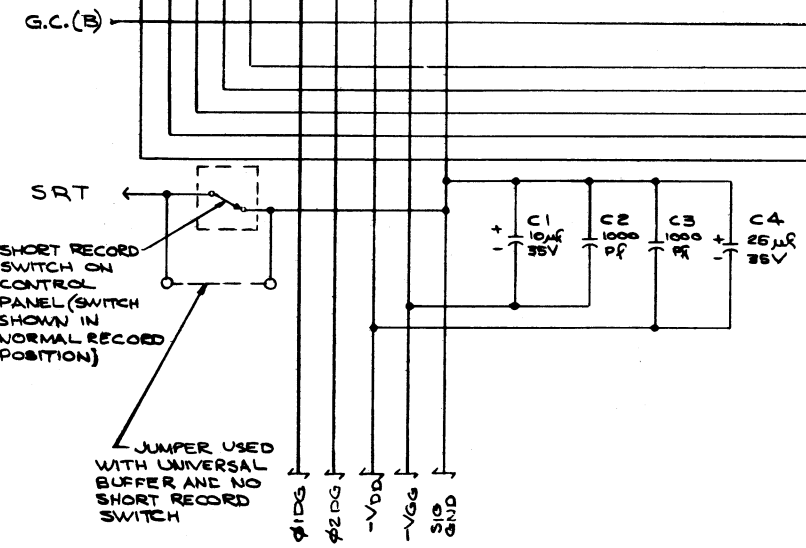 G.C.(B)
SRT
SHORT RECORD
SWITCH ON
CONTROL
PANEL (SWITCH
SHOWN IN
NORMAL RECORD
POSITION)
JUMPER USED
WITH UNIVERSAL
BUFFER AND NO
SHORT RECORD
SWITCH
+
-
C1
10µf
35V
C2
1000
Pf
C3
1000
Pf
+
-
C4
25µf
35V
Ø1DG
Ø2DG
-VDD
-VGG
SIG
GND